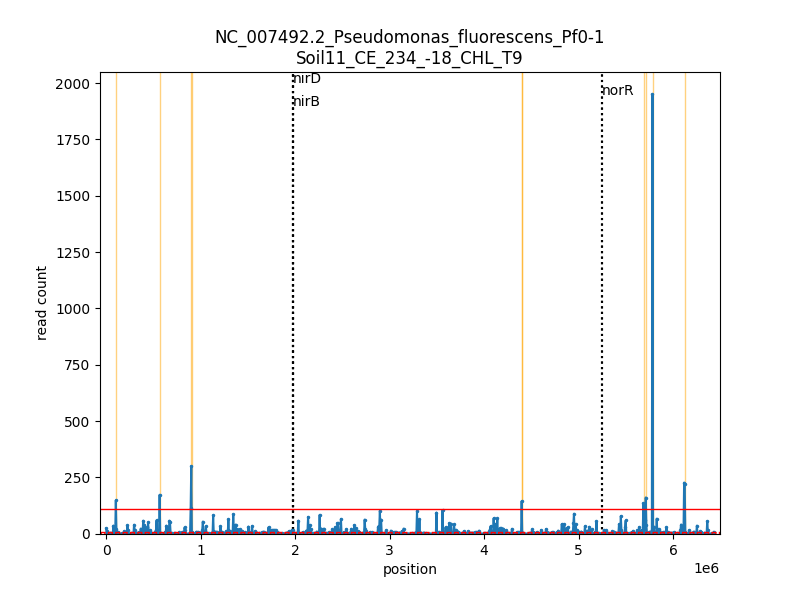 NC_007492.2_Pseudomonas_fluorescens_Pf0-1
Soil11_CE_234_-18_CHL_T9
nirD
nirB
norR
2000
1750
1500
1250
1000
750
500
250
0
read count
0 1 2 3 4 5 6
1e6
position